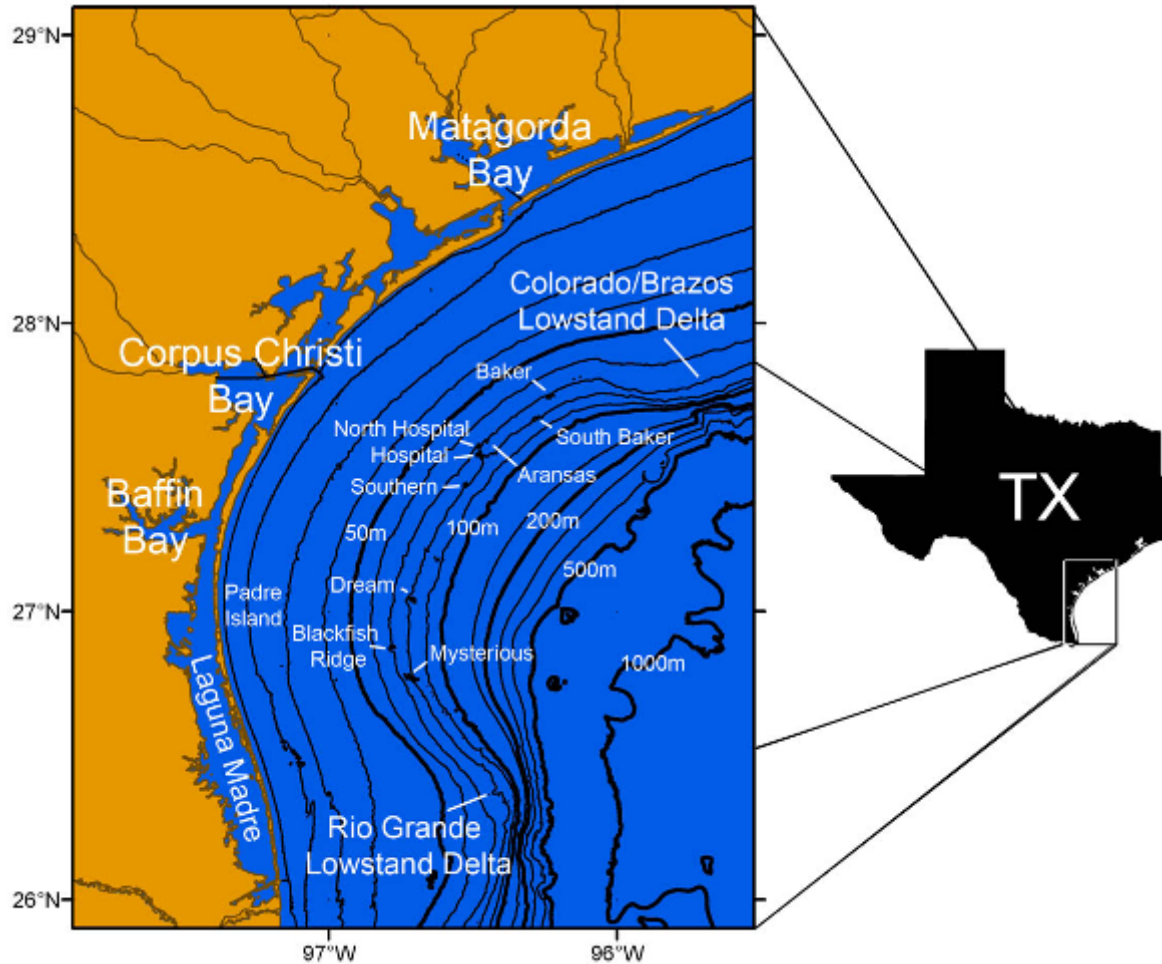 29°N
Matagorda
Bay
Colorado/Brazos
Lowstand Delta
28°N
Corpus Christi
Bay
Baker
North Hospital
South Baker
Hospital
Aransas
Southern
Baffin
Bay
50m
100m
200m
500m
TX
Dream
Padre
Island
27°N
Blackfish
Ridge
Mysterious
1000m
Laguna Madre
Rio Grande
Lowstand Delta
26°N
97°W
96°W